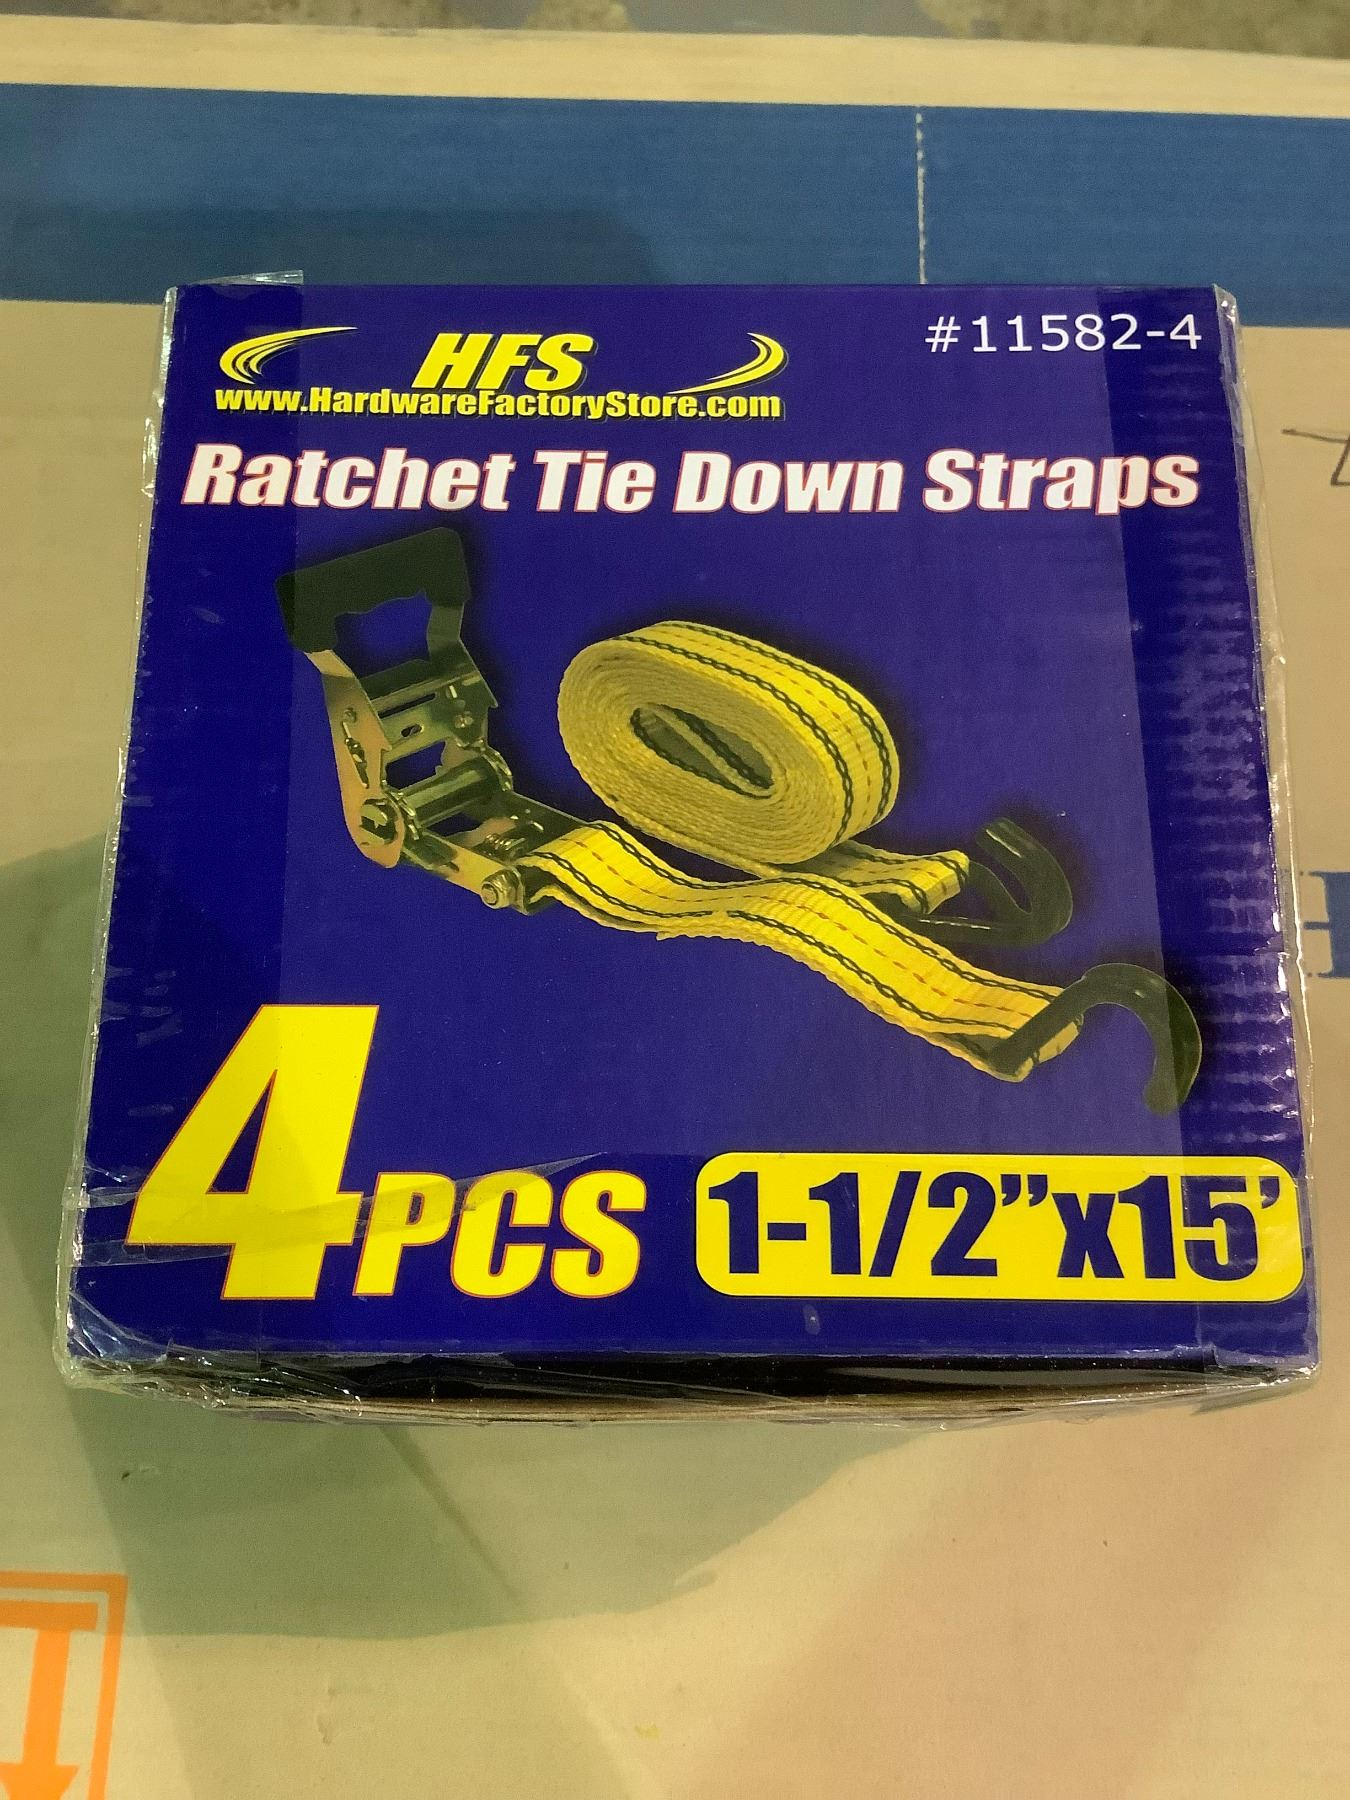 HFS
#11582-4
www.HardwareFactoryStore.com
Ratchet Tie Down Straps
4PCS
1-1/2”x15'